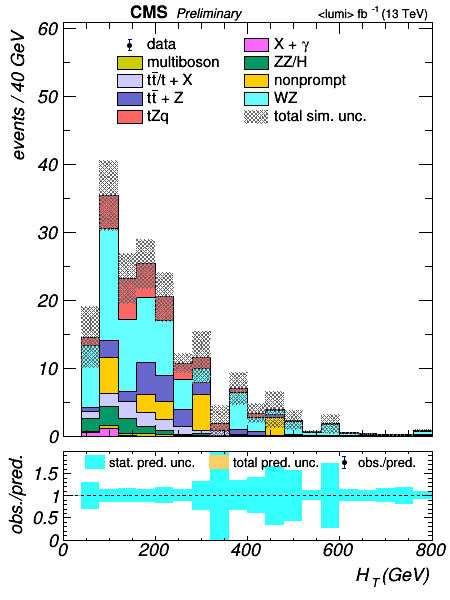 CMS Preliminary <lumi> fb⁻¹ (13 TeV)
events / 40 GeV
60
50
40
30
20
10
0
data
multiboson
tt̄/t + X
tt̄ + Z
tZq
X + γ
ZZ/H
nonprompt
WZ
total sim. unc.
obs./pred.
1.5
1
0.5
0
stat. pred. unc. total pred. unc. obs./pred.
0 200 400 600 800
H_T (GeV)